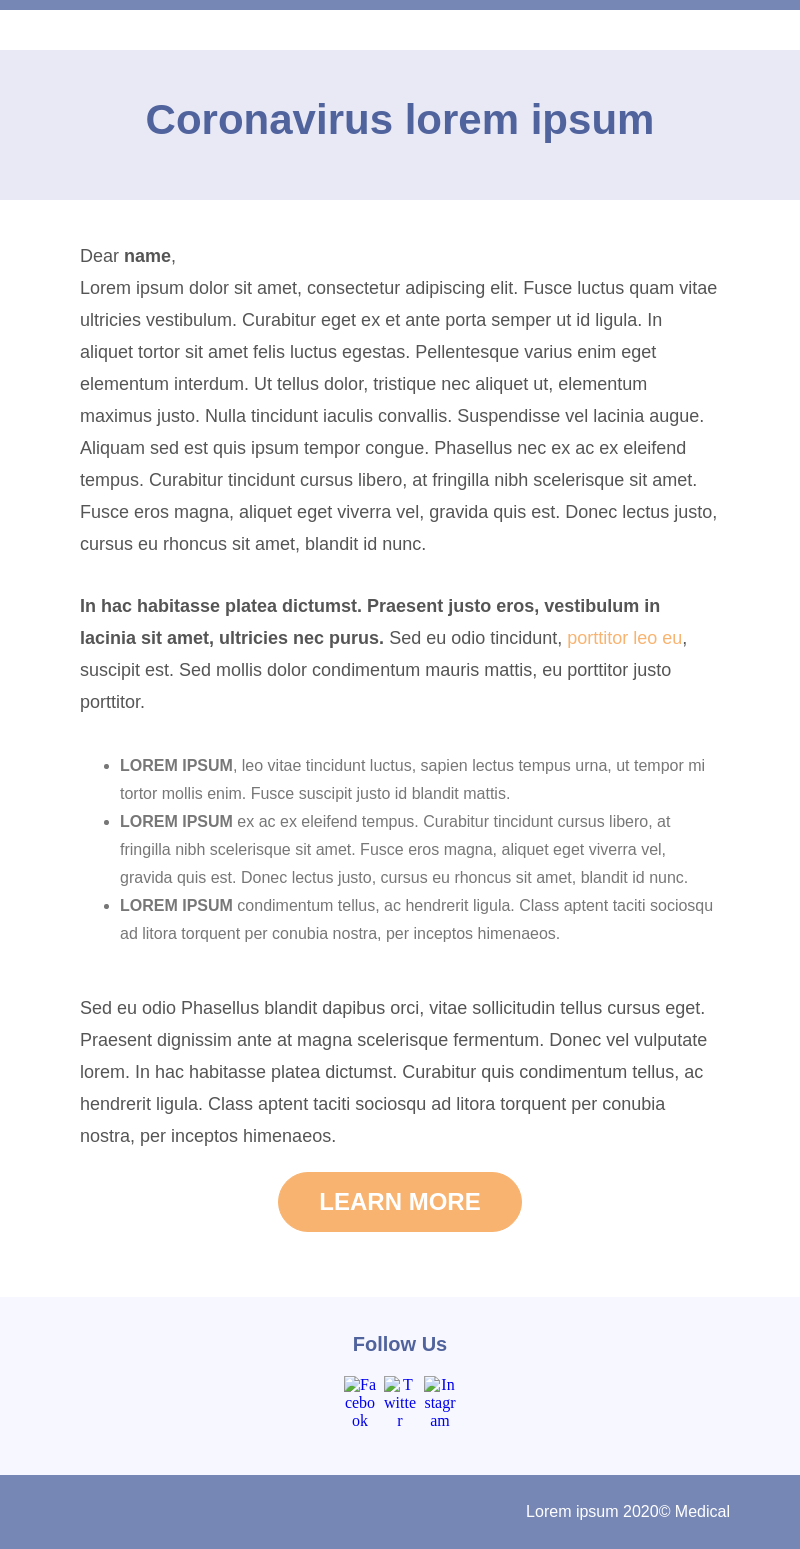 Coronavirus lorem ipsum
Dear name,
Lorem ipsum dolor sit amet, consectetur adipiscing elit. Fusce luctus quam vitae
ultricies vestibulum. Curabitur eget ex et ante porta semper ut id ligula. In
aliquet tortor sit amet felis luctus egestas. Pellentesque varius enim eget
elementum interdum. Ut tellus dolor, tristique nec aliquet ut, elementum
maximus justo. Nulla tincidunt iaculis convallis. Suspendisse vel lacinia augue.
Aliquam sed est quis ipsum tempor congue. Phasellus nec ex ac ex eleifend
tempus. Curabitur tincidunt cursus libero, at fringilla nibh scelerisque sit amet.
Fusce eros magna, aliquet eget viverra vel, gravida quis est. Donec lectus justo,
cursus eu rhoncus sit amet, blandit id nunc.
In hac habitasse platea dictumst. Praesent justo eros, vestibulum in
lacinia sit amet, ultricies nec purus. Sed eu odio tincidunt, porttitor leo eu,
suscipit est. Sed mollis dolor condimentum mauris mattis, eu porttitor justo
porttitor.
• LOREM IPSUM, leo vitae tincidunt luctus, sapien lectus tempus urna, ut tempor mi
tortor mollis enim. Fusce suscipit justo id blandit mattis.
• LOREM IPSUM ex ac ex eleifend tempus. Curabitur tincidunt cursus libero, at
fringilla nibh scelerisque sit amet. Fusce eros magna, aliquet eget viverra vel,
gravida quis est. Donec lectus justo, cursus eu rhoncus sit amet, blandit id nunc.
• LOREM IPSUM condimentum tellus, ac hendrerit ligula. Class aptent taciti sociosqu
ad litora torquent per conubia nostra, per inceptos himenaeos.
Sed eu odio Phasellus blandit dapibus orci, vitae sollicitudin tellus cursus eget.
Praesent dignissim ante at magna scelerisque fermentum. Donec vel vulputate
lorem. In hac habitasse platea dictumst. Curabitur quis condimentum tellus, ac
hendrerit ligula. Class aptent taciti sociosqu ad litora torquent per conubia
nostra, per inceptos himenaeos.
LEARN MORE
Follow Us
Fa
cebo
ok
T
witte
r
In
stagr
am
Lorem ipsum 2020© Medical